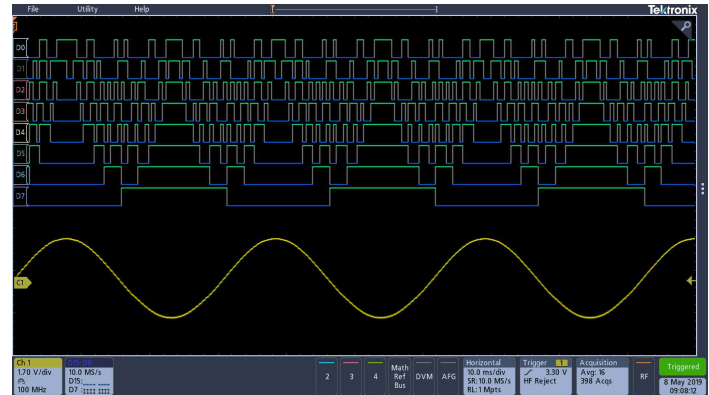 File Utility Help Tektronix
D0
D1
D2
D3
D4
D5
D6
D7
C1
Ch 1
1.70 V/div
100 MHz
D15-D0
10.0 MS/s
D15:
D7
2
3
4
Math
Ref
Bus
DVM
AFG
Horizontal
10.0 ms/div
SR:10.0 MS/s
RL:1 Mpts
Trigger 1
3.30 V
HF Reject
Acquisition
Avg: 16
398 Acqs
RF
Triggered
8 May 2019
09:08:12